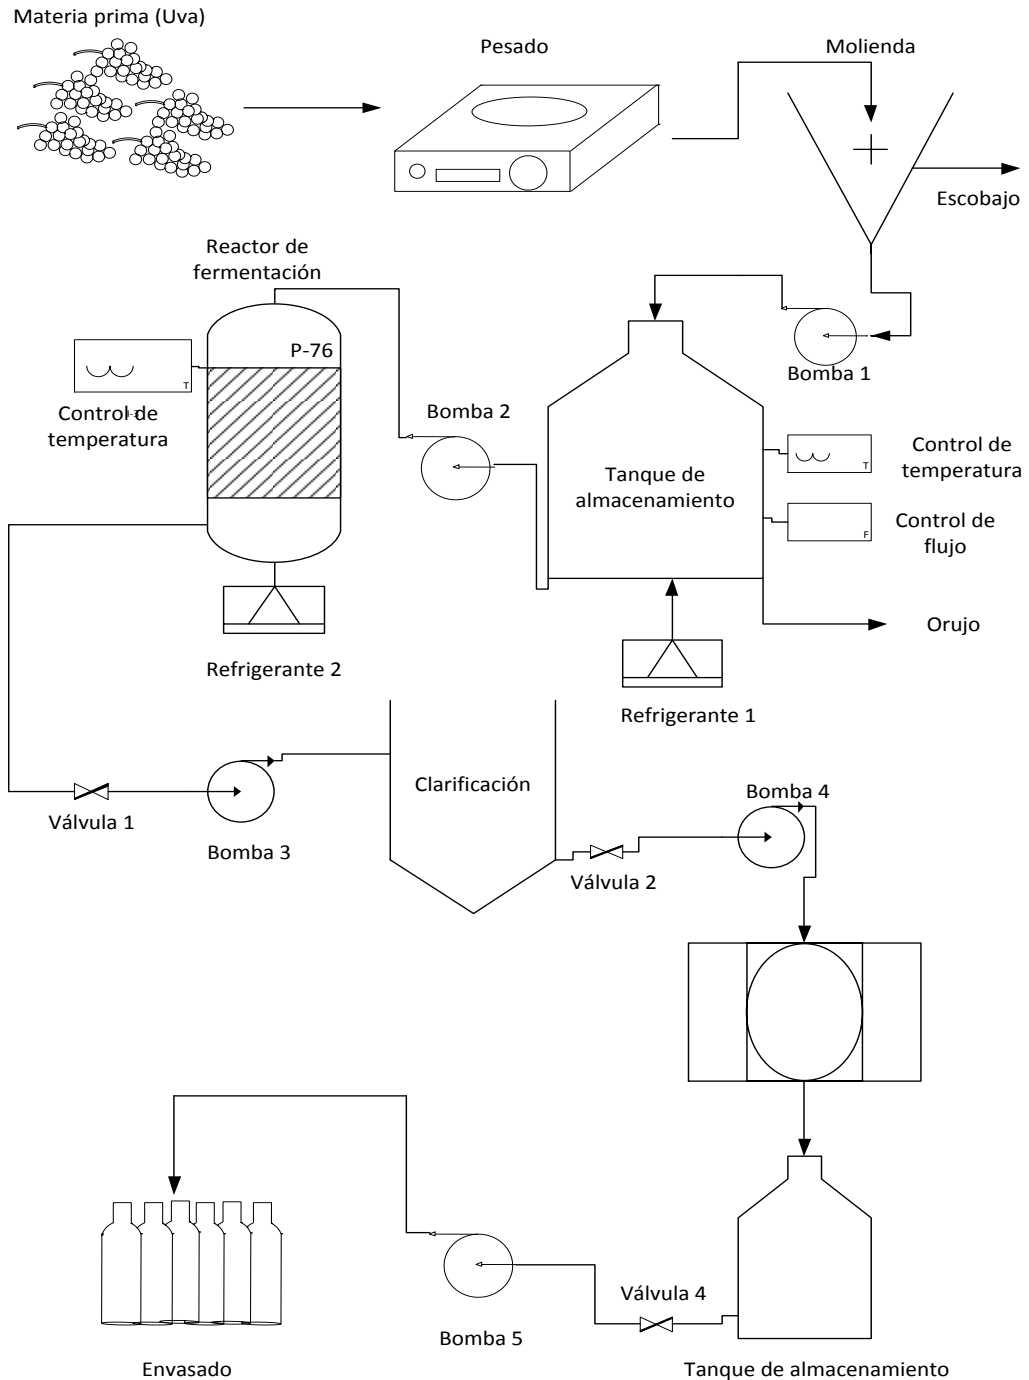 Materia prima (Uva)
Pesado
Molienda
Escobajo
Reactor de
fermentación
P-76
T
Control de
temperatura
Bomba 2
Bomba 1
Tanque de
almacenamiento
T
Control de
temperatura
F
Control de
flujo
Orujo
Refrigerante 2
Refrigerante 1
Clarificación
Válvula 1
Bomba 3
Bomba 4
Válvula 2
Válvula 4
Bomba 5
Envasado
Tanque de almacenamiento